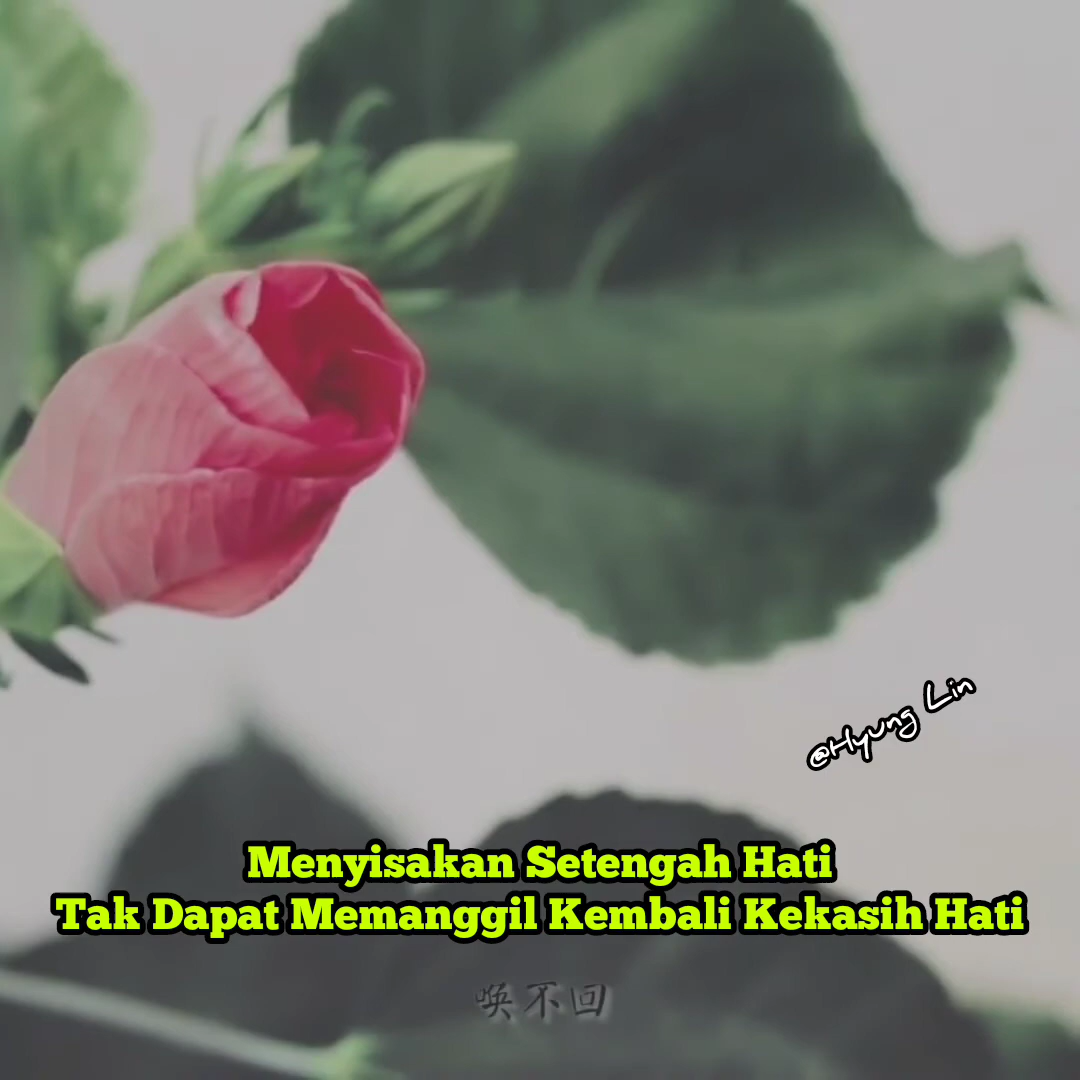 @Hyung Lin
Menyisakan Setengah Hati
Tak Dapat Memanggil Kembali Kekasih Hati
唤不回